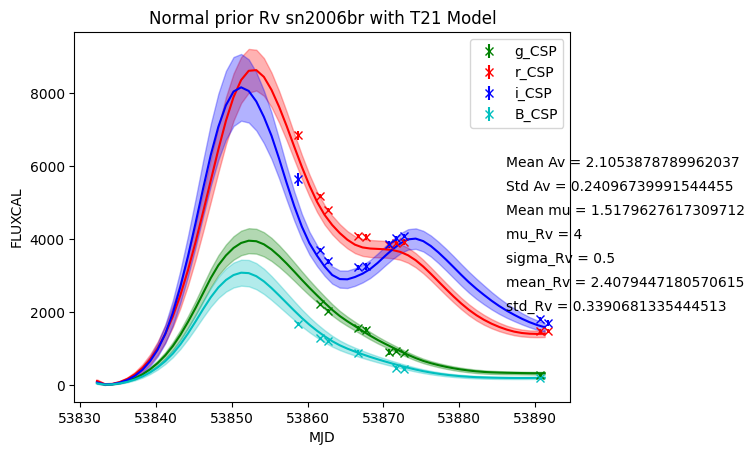 Normal prior Rv sn2006br with T21 Model
g_CSP
r_CSP
i_CSP
B_CSP
Mean Av = 2.1053878789962037
Std Av = 0.24096739991544455
Mean mu = 1.5179627617309712
mu_Rv = 4
sigma_Rv = 0.5
mean_Rv = 2.4079447180570615
std_Rv = 0.3390681335444513
FLUXCAL
8000
6000
4000
2000
0
53830 53840 53850 53860 53870 53880 53890
MJD